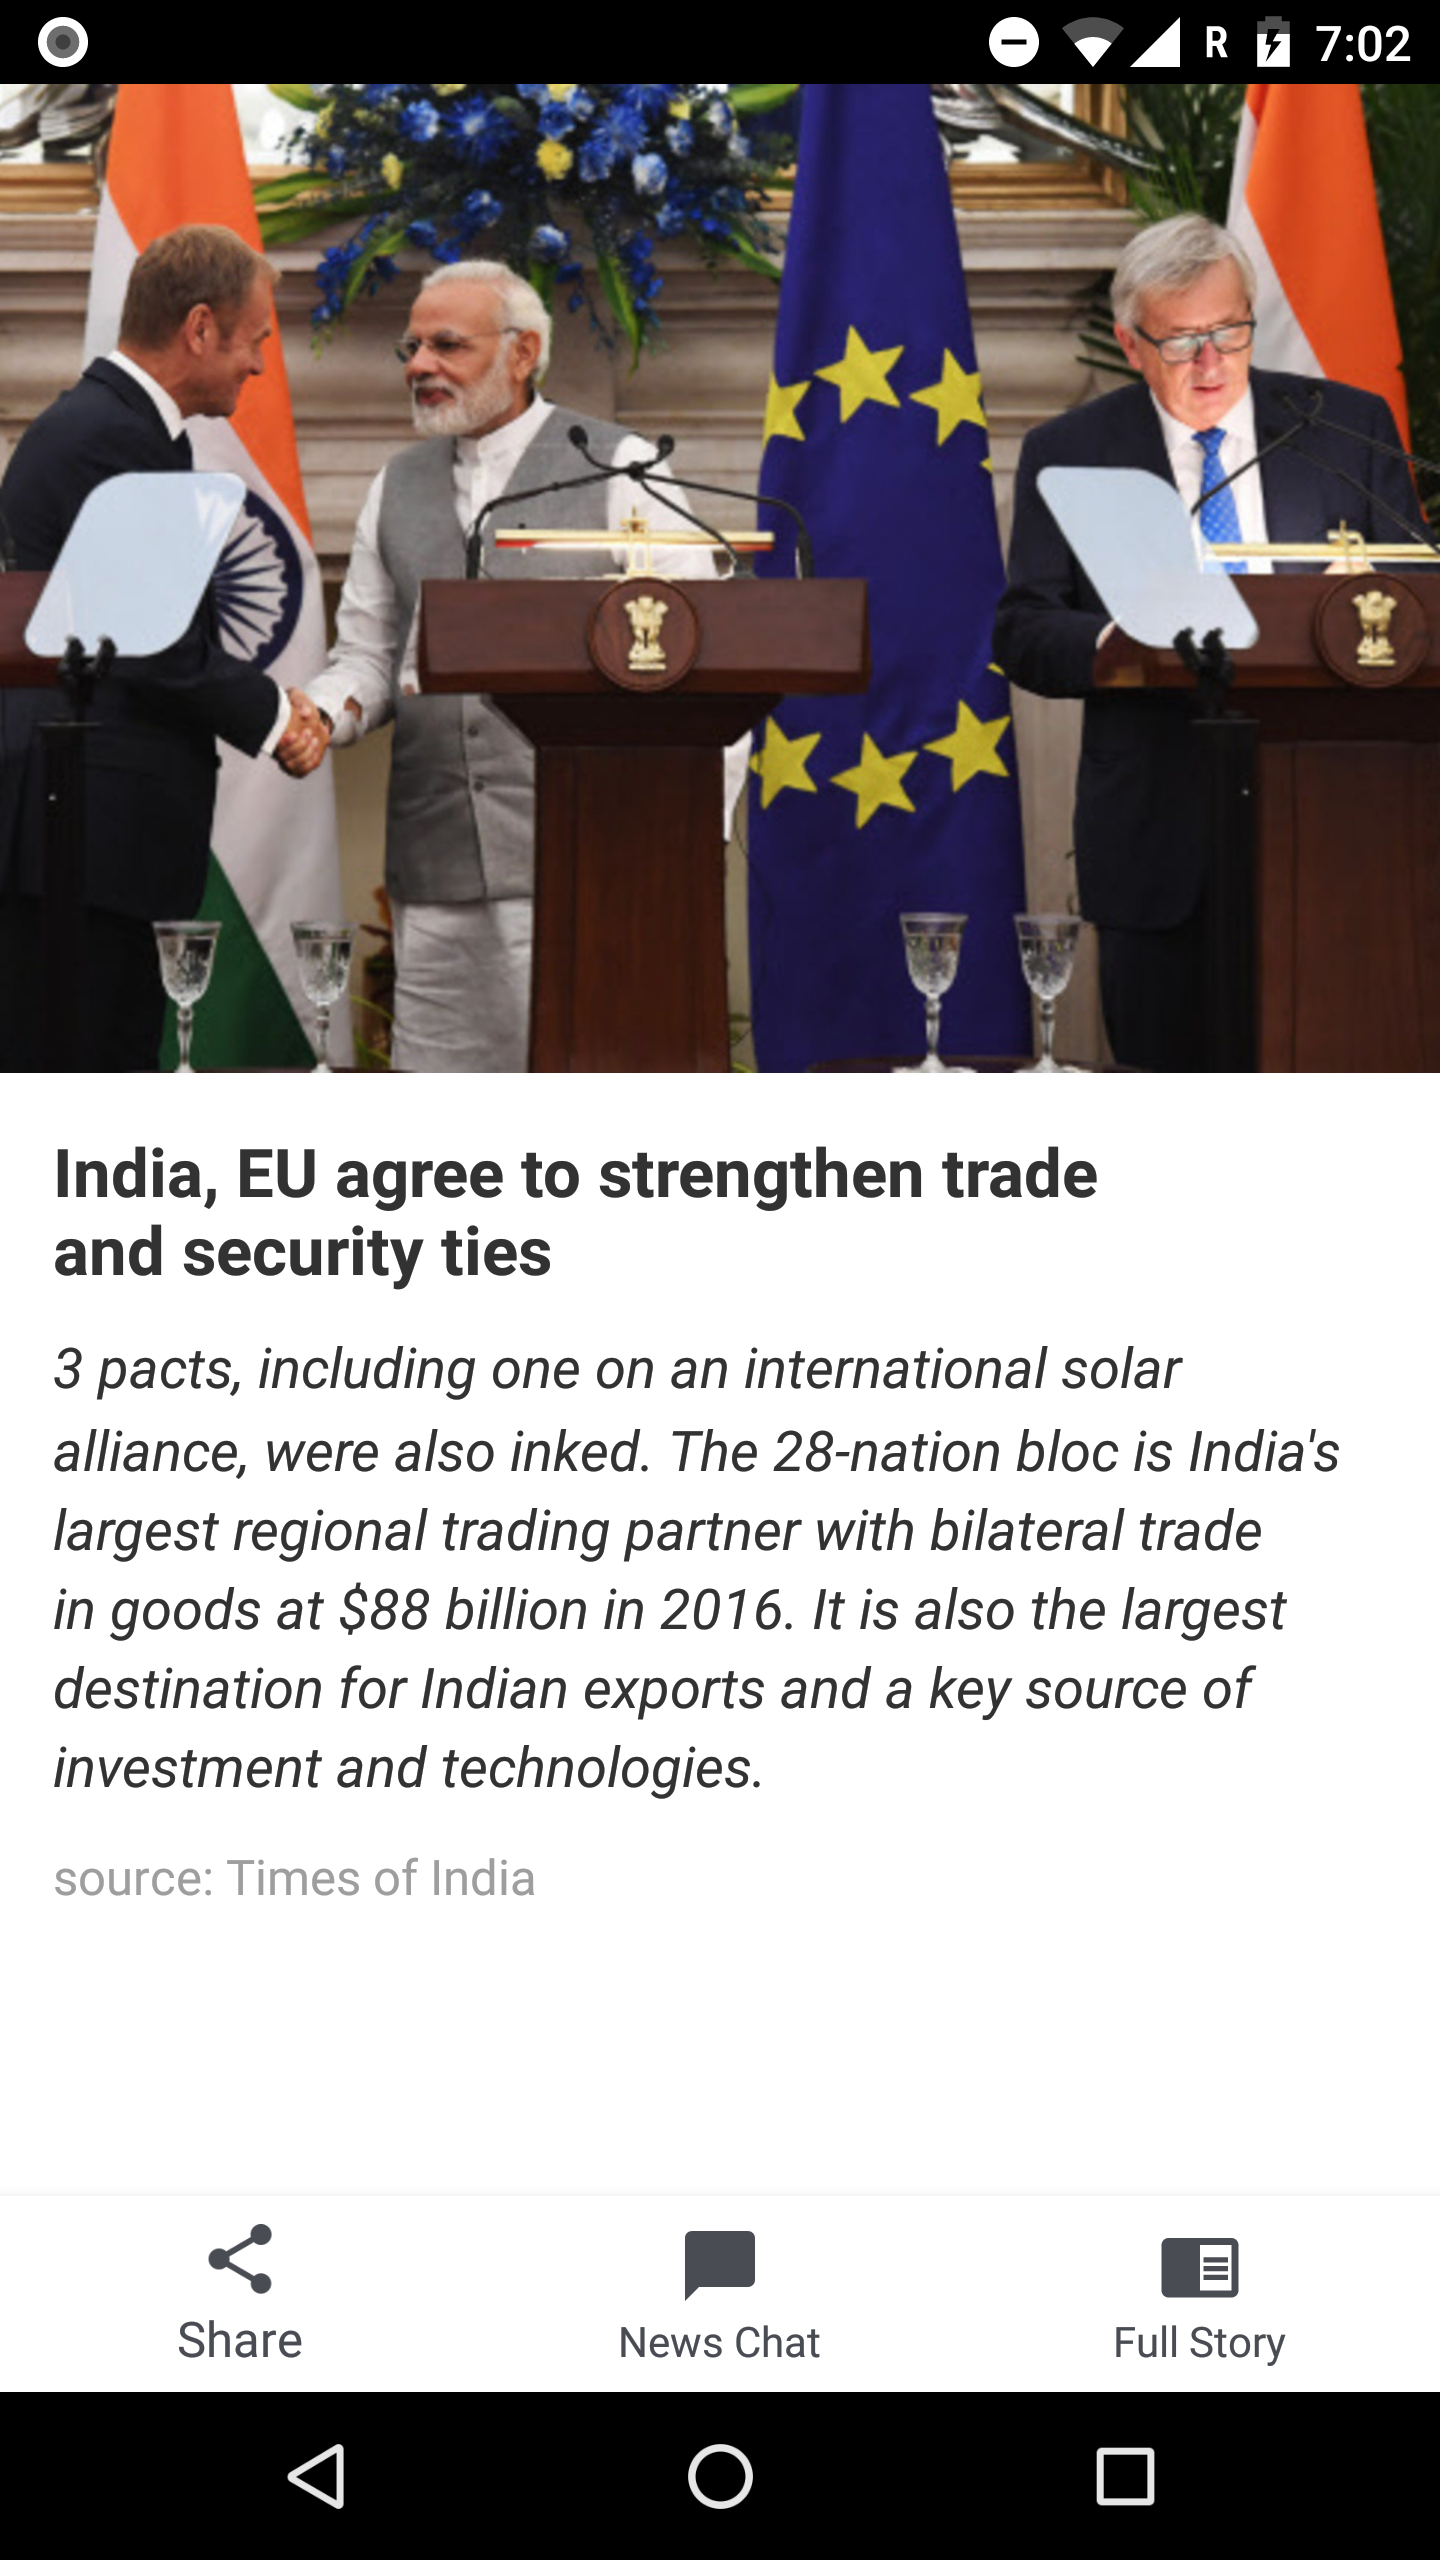 R 7:02
India, EU agree to strengthen trade
and security ties
3 pacts, including one on an international solar
alliance, were also inked. The 28-nation bloc is India's
largest regional trading partner with bilateral trade
in goods at $88 billion in 2016. It is also the largest
destination for Indian exports and a key source of
investment and technologies.
source: Times of India
Share
News Chat
Full Story